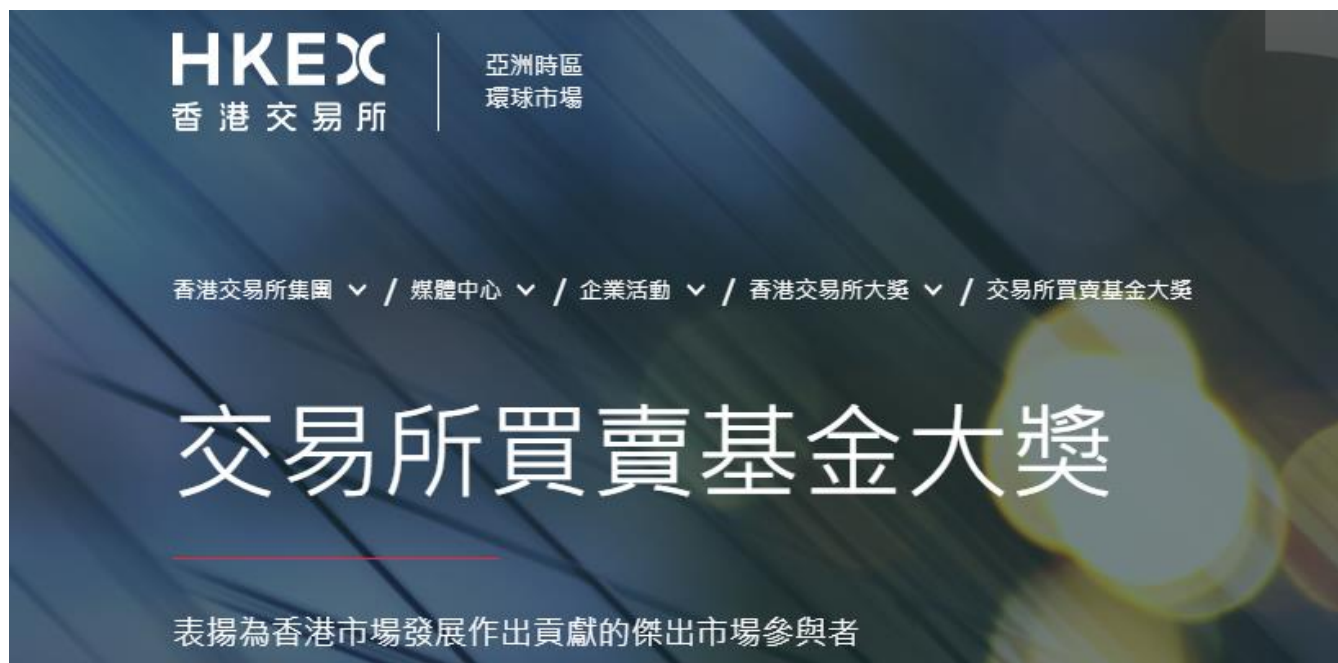 HKEX
香港交易所
亞洲時區
環球市場
香港交易所集團 / 媒體中心 / 企業活動 / 香港交易所大獎 / 交易所買賣基金大獎
交易所買賣基金大獎
表揚為香港市場發展作出貢獻的傑出市場參與者